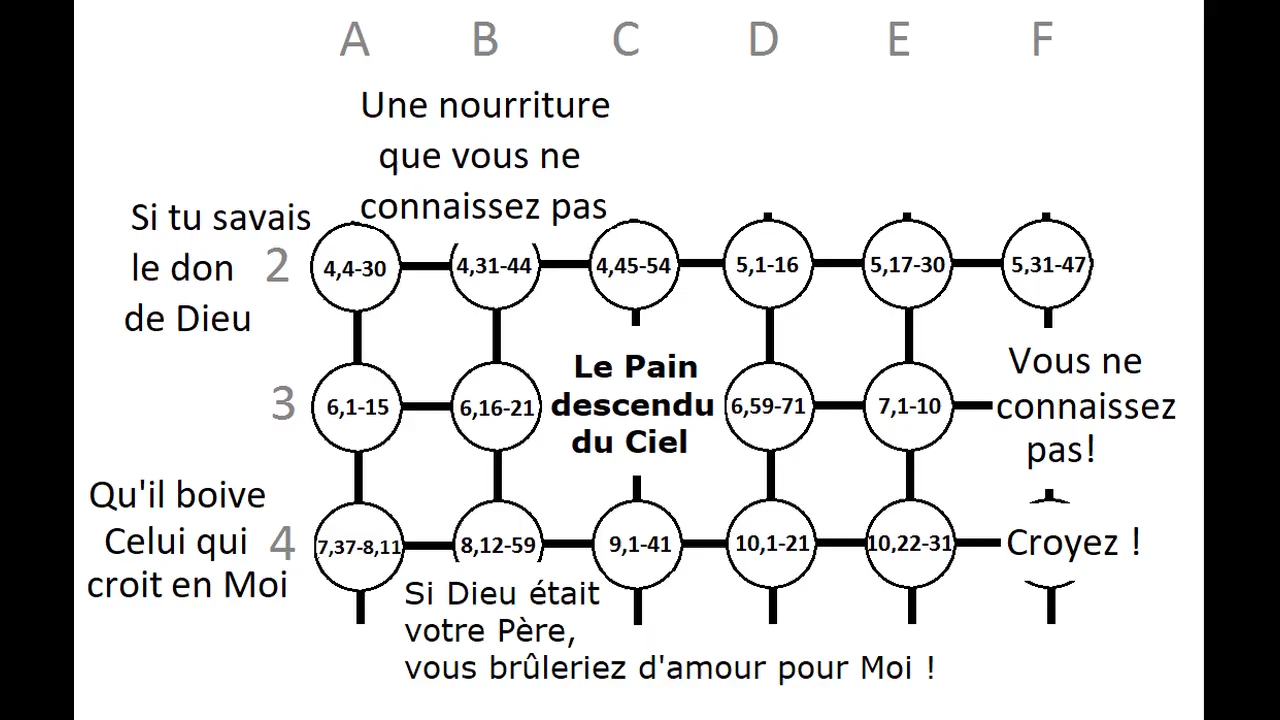 A B C D E F
Une nourriture
que vous ne
connaissez pas
Si tu savais
le don
de Dieu
2
4,4-30
4,31-44
4,45-54
5,1-16
5,17-30
5,31-47
3
6,1-15
6,16-21
Le Pain
descendu
du Ciel
6,59-71
7,1-10
Vous ne
connaissez
pas!
Qu'il boive
Celui qui
croit en Moi
4
7,37-8,11
8,12-59
9,1-41
10,1-21
10,22-31
Croyez !
Si Dieu était
votre Père,
vous brûleriez d'amour pour Moi !